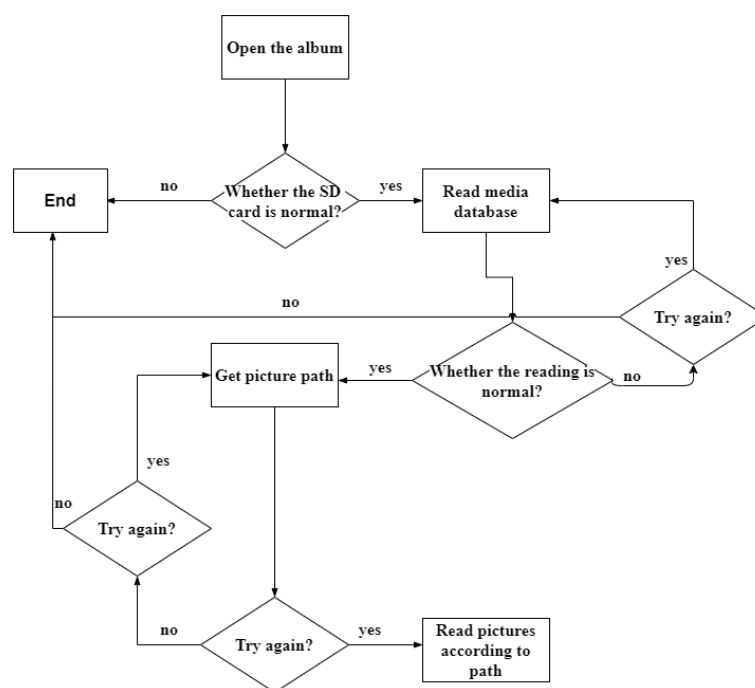 Open the album
no
Whether the SD
card is normal?
yes
End
Read media
database
yes
no
Try again?
Get picture path
yes
Whether the reading is
normal?
no
yes
no
Try again?
no
Try again?
yes
Read pictures
according to
path